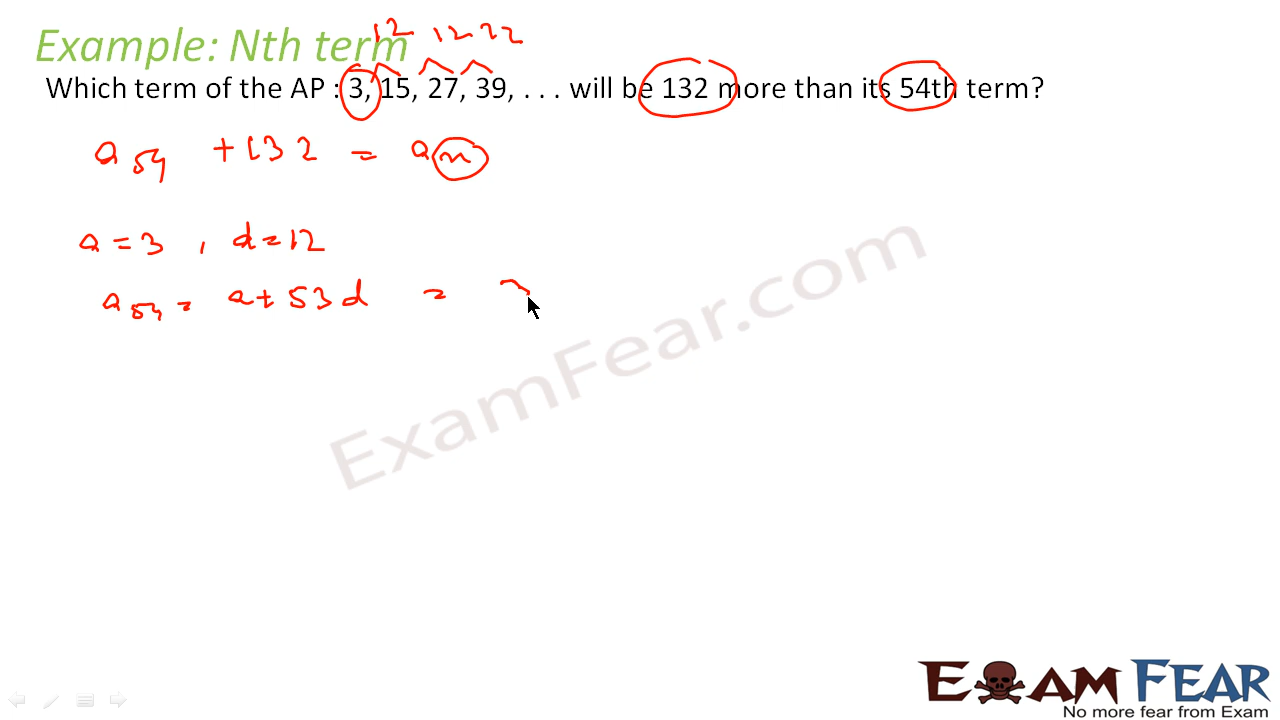 Example: Nth term
12 12 22
Which term of the AP : 3, 15, 27, 39, . . . will be 132 more than its 54th term?
a54 + 132 = an
a = 3 , d = 12
a54 = a + 53d =
ExamFear.com
EXAM FEAR
No more fear from Exam